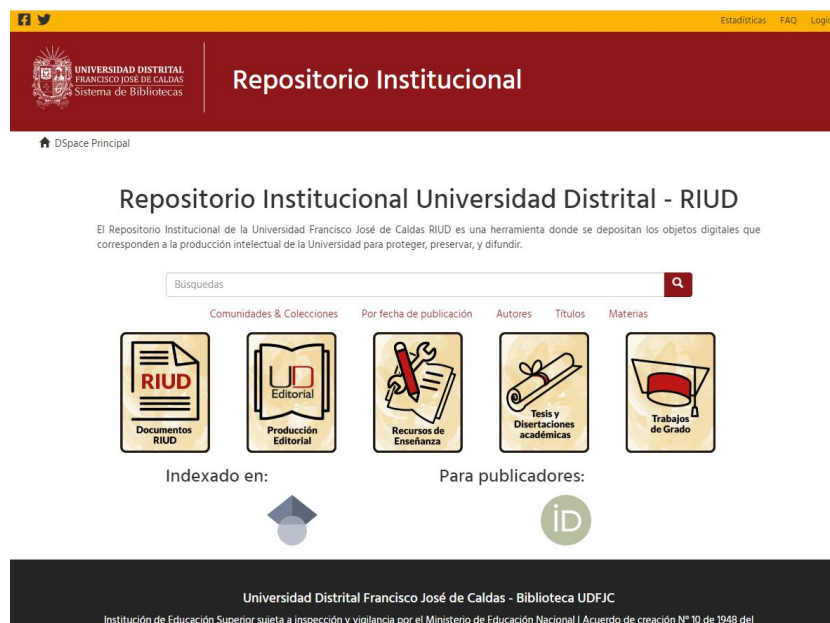 Estadísticas FAQ Login
UNIVERSIDAD DISTRITAL
FRANCISCO JOSÉ DE CALDAS
Sistema de Bibliotecas
Repositorio Institucional
DSpace Principal
Repositorio Institucional Universidad Distrital - RIUD
El Repositorio Institucional de la Universidad Francisco José de Caldas RIUD es una herramienta donde se depositan los objetos digitales que
corresponden a la producción intelectual de la Universidad para proteger, preservar, y difundir.
Búsquedas
Comunidades & Colecciones Por fecha de publicación Autores Títulos Materias
RIUD
Documentos
RIUD
UD
Editorial
Producción
Editorial
Recursos de
Enseñanza
Tesis y
Disertaciones
académicas
Trabajos
de Grado
Indexado en:
Para publicadores:
iD
Universidad Distrital Francisco José de Caldas - Biblioteca UDFJC
Institución de Educación Superior sujeta a inspección y vigilancia por el Ministerio de Educación Nacional | Acuerdo de creación N° 10 de 1948 del